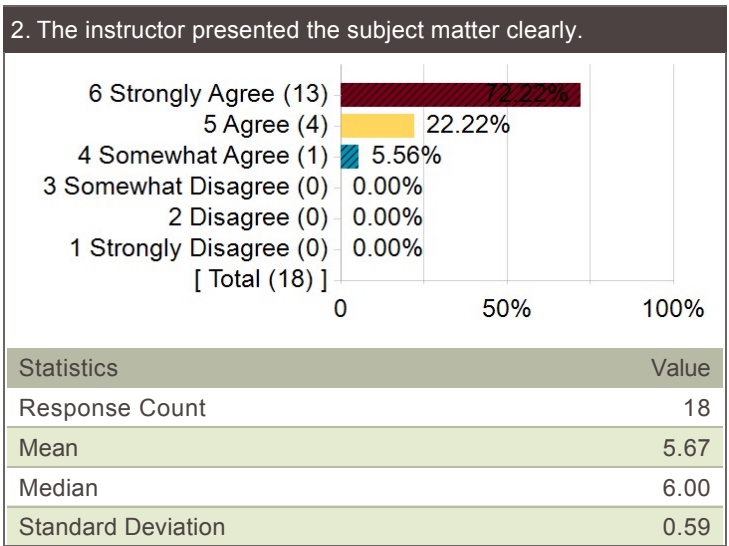 2. The instructor presented the subject matter clearly.
6 Strongly Agree (13) 72.22%
5 Agree (4) 22.22%
4 Somewhat Agree (1) 5.56%
3 Somewhat Disagree (0) 0.00%
2 Disagree (0) 0.00%
1 Strongly Disagree (0) 0.00%
[ Total (18) ]
0 50% 100%
Statistics Value
Response Count 18
Mean 5.67
Median 6.00
Standard Deviation 0.59